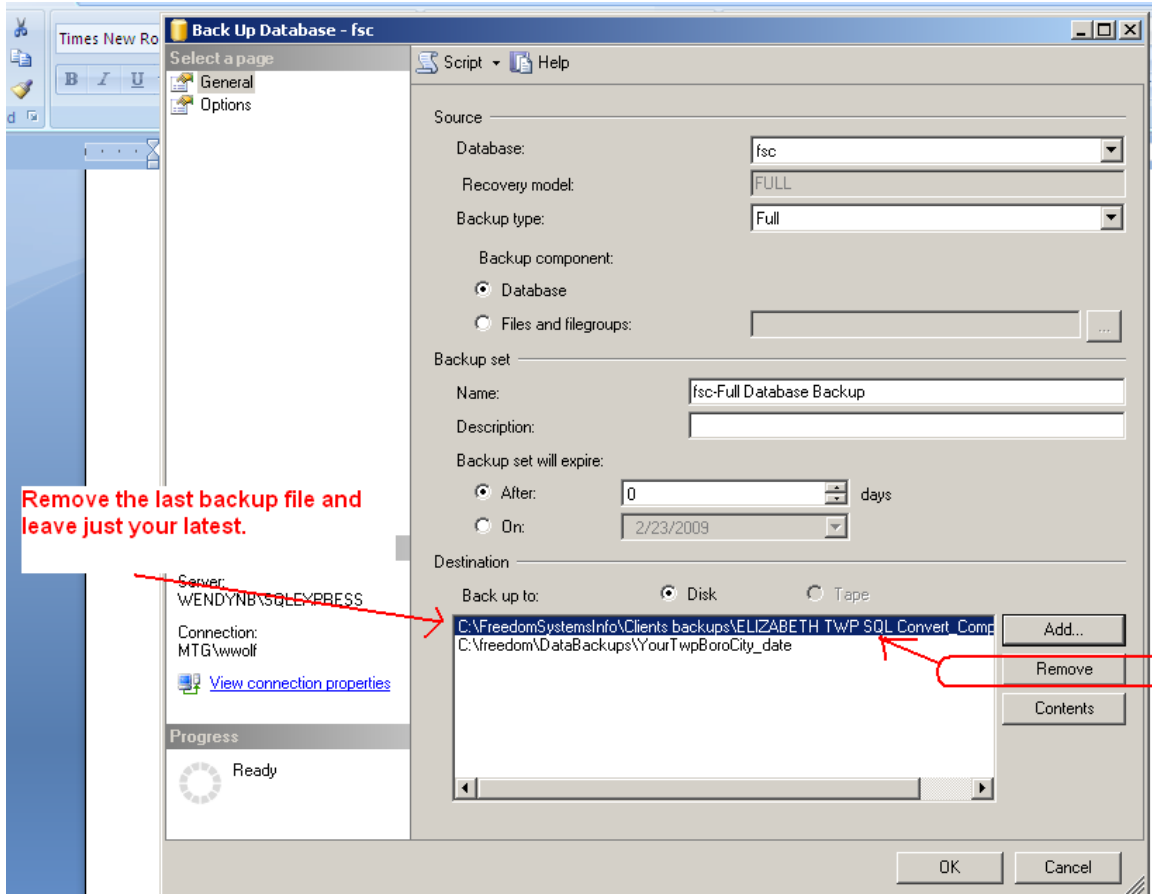 Times New Ro
B I U
d
Back Up Database - fsc
Select a page
General
Options
Script Help
Source
Database: fsc
Recovery model: FULL
Backup type: Full
Backup component:
Database
Files and filegroups: ...
Backup set
Name: fsc-Full Database Backup
Description:
Backup set will expire:
After: 0 days
On: 2/23/2009
Remove the last backup file and
leave just your latest.
Destination
Back up to: Disk Tape
C:\FreedomSystemsInfo\Clients backups\ELIZABETH TWP SQL Convert_Comp
C:\freedom\DataBackups\YourTwpBoroCity_date
Add...
Remove
Contents
Server:
WENDYNB\SQLEXPRESS
Connection:
MTG\wwolf
View connection properties
Progress
Ready
OK Cancel